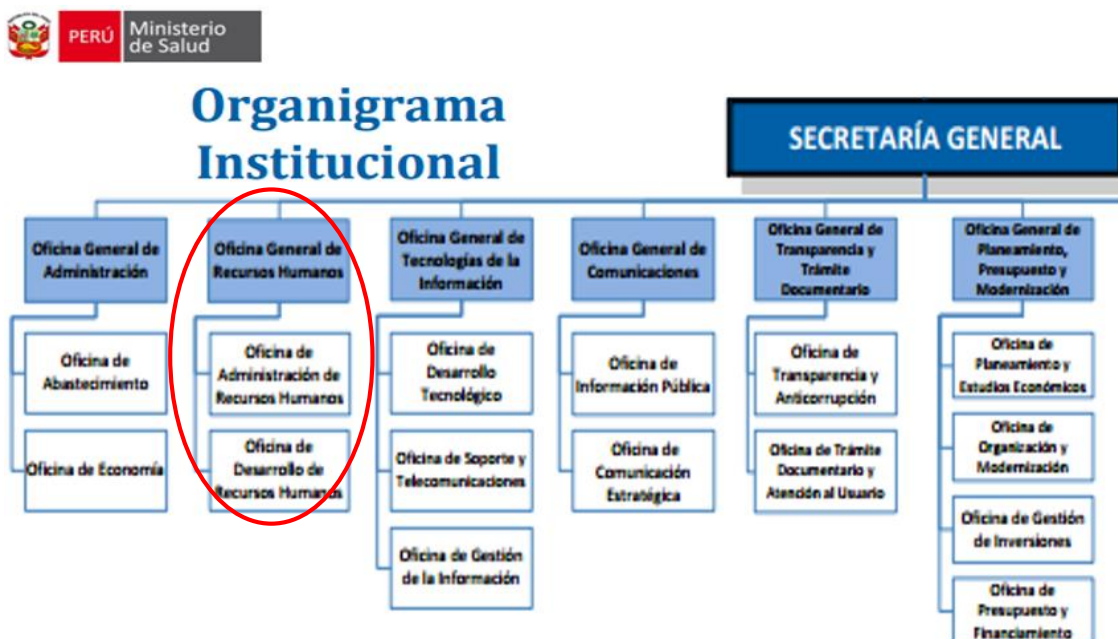 PERÚ
Ministerio
de Salud
Organigrama
Institucional
SECRETARÍA GENERAL
Oficina General de
Administración
Oficina de
Abastecimiento
Oficina de Economía
Oficina General de
Recursos Humanos
Oficina de
Administración de
Recursos Humanos
Oficina de
Desarrollo de
Recursos Humanos
Oficina General de
Tecnologías de la
Información
Oficina de
Desarrollo
Tecnológico
Oficina de Soporte y
Telecomunicaciones
Oficina de Gestión
de la Información
Oficina General de
Comunicaciones
Oficina de
Información Pública
Oficina de
Comunicación
Estratégica
Oficina General de
Transparencia y
Trámite
Documentario
Oficina de
Transparencia y
Anticorrupción
Oficina de Trámite
Documentario y
Atención al Usuario
Oficina General de
Planeamiento,
Presupuesto y
Modernización
Oficina de
Planeamiento y
Estudios Económicos
Oficina de
Organización y
Modernización
Oficina de Gestión
de Inversiones
Oficina de
Presupuesto y
Financiamiento